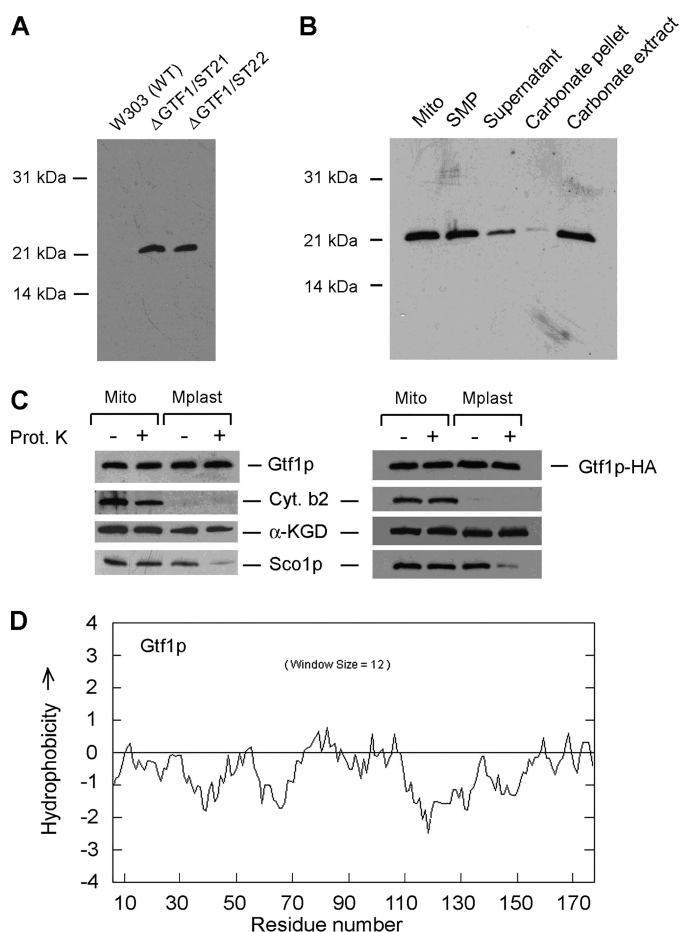 A
W303 (WT)
ΔGTF1/ST21
ΔGTF1/ST22
31 kDa
21 kDa
14 kDa
B
Mito
SMP
Supernatant
Carbonate pellet
Carbonate extract
31 kDa
21 kDa
14 kDa
C
Mito Mplast
Prot. K - + - +
Mito Mplast
- + - +
Gtf1p
Gtf1p-HA
Cyt. b2
α-KGD
Sco1p
D
Gtf1p
(Window Size = 12)
Hydrophobicity →
4
3
2
1
0
-1
-2
-3
-4
10 30 50 70 90 110 130 150 170
Residue number